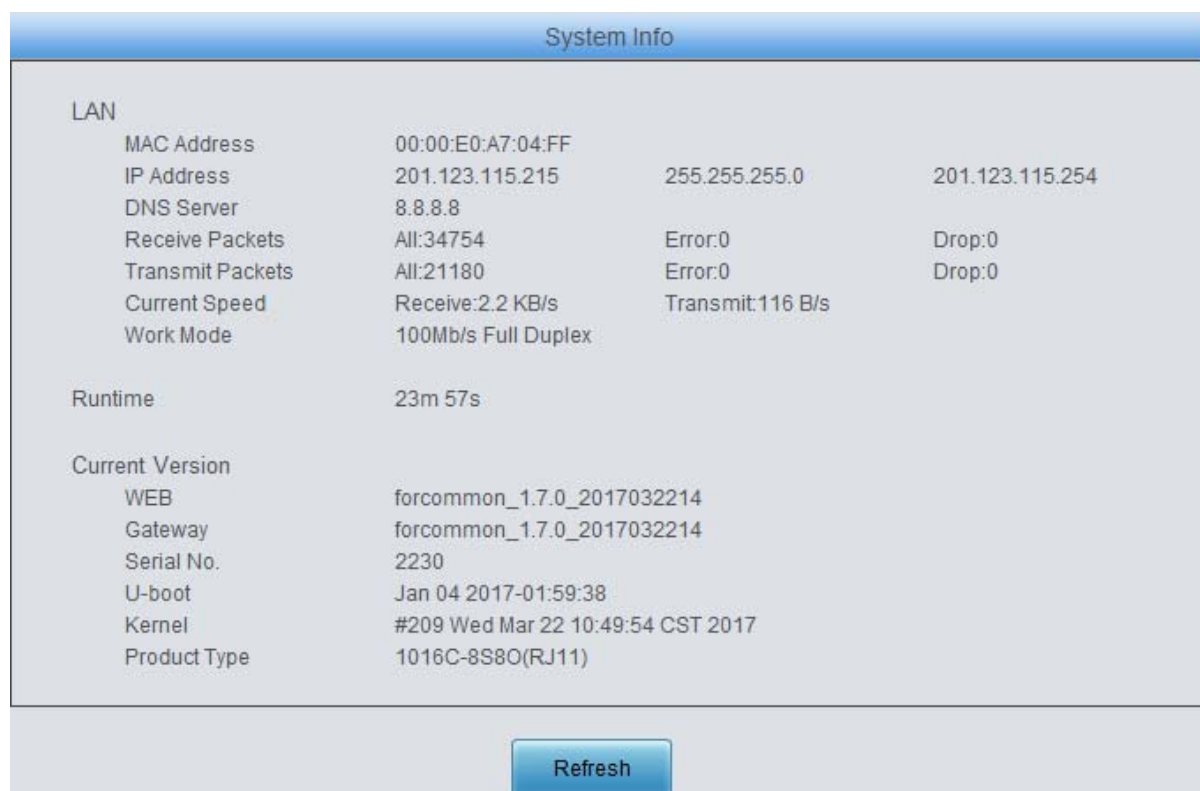 System Info
LAN
MAC Address 00:00:E0:A7:04:FF
IP Address 201.123.115.215 255.255.255.0 201.123.115.254
DNS Server 8.8.8.8
Receive Packets All:34754 Error:0 Drop:0
Transmit Packets All:21180 Error:0 Drop:0
Current Speed Receive:2.2 KB/s Transmit:116 B/s
Work Mode 100Mb/s Full Duplex
Runtime 23m 57s
Current Version
WEB forcommon_1.7.0_2017032214
Gateway forcommon_1.7.0_2017032214
Serial No. 2230
U-boot Jan 04 2017-01:59:38
Kernel #209 Wed Mar 22 10:49:54 CST 2017
Product Type 1016C-8S8O(RJ11)
Refresh